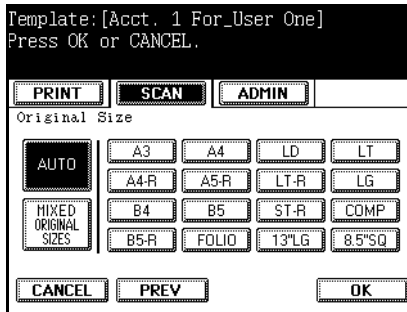 Template:[Acct. 1 For_User One]
Press OK or CANCEL.
PRINT SCAN ADMIN
Original Size
AUTO A3 A4 LD LT
A4-R A5-R LT-R LG
MIXED ORIGINAL SIZES B4 B5 ST-R COMP
B5-R FOLIO 13"LG 8.5"SQ
CANCEL PREV OK